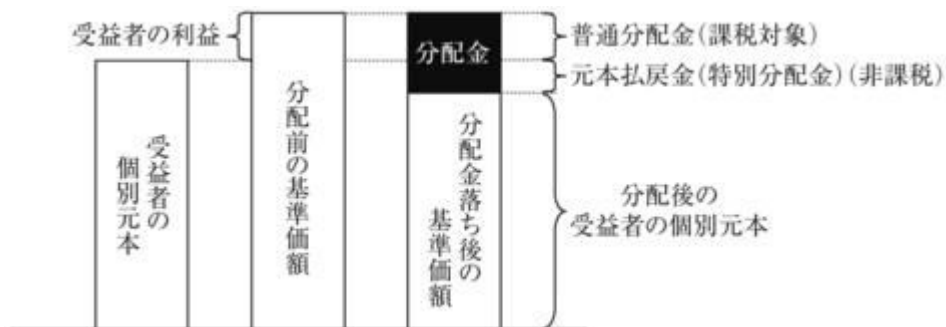 受益者の利益
分配金
普通分配金(課税対象)
元本払戻金(特別分配金)(非課税)
受益者の
個別元本
分配前の基準価額
分配金落ち後の
基準価額
分配後の
受益者の個別元本